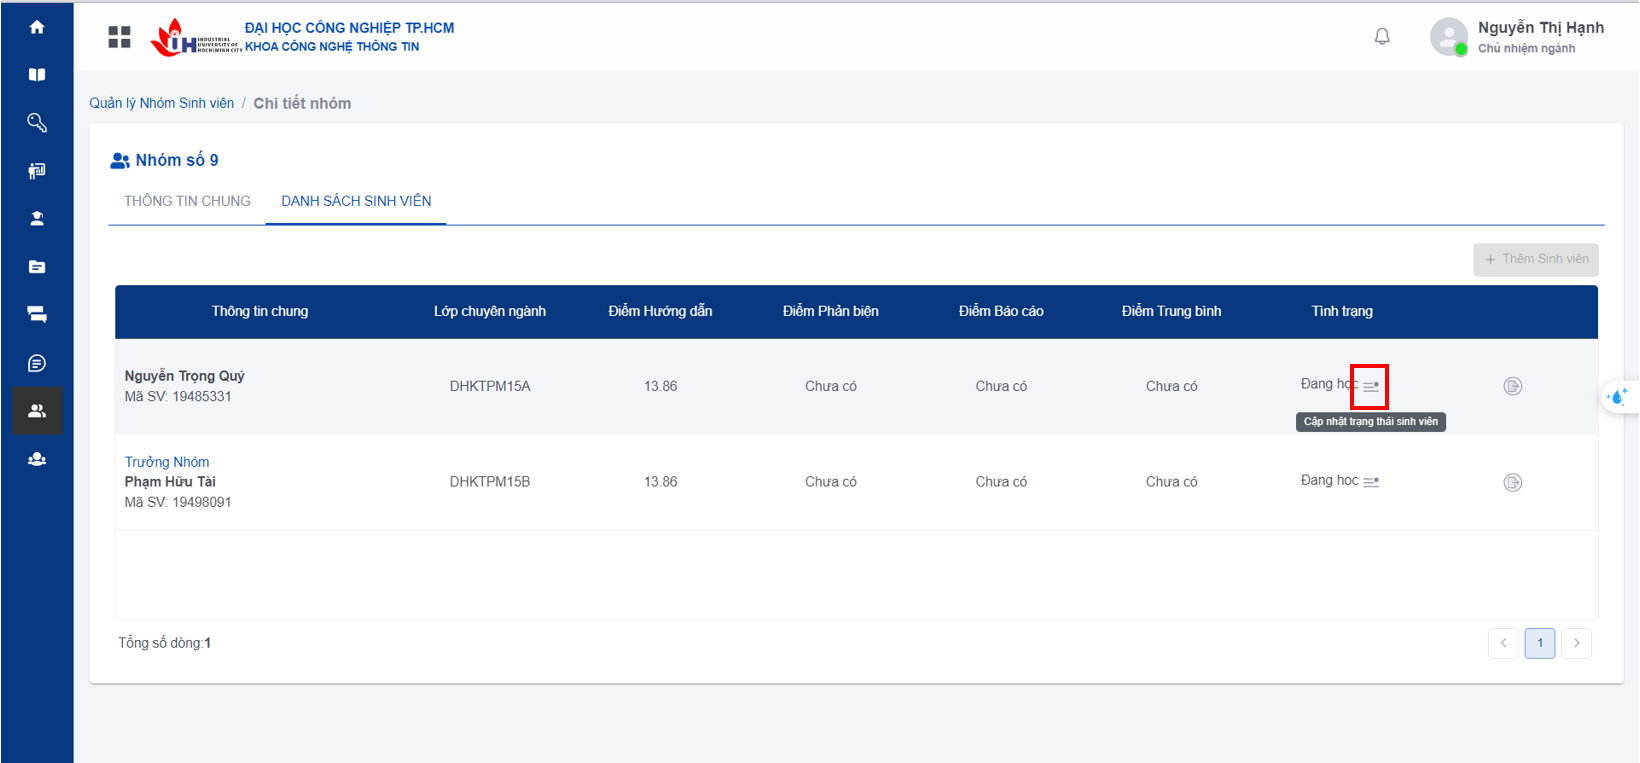 ĐẠI HỌC CÔNG NGHIỆP TP.HCM
KHOA CÔNG NGHỆ THÔNG TIN
IUH
INDUSTRIAL
UNIVERSITY OF
HOCHIMINH CITY
Nguyễn Thị Hạnh
Chủ nhiệm ngành
Quản lý Nhóm Sinh viên / Chi tiết nhóm
Nhóm số 9
THÔNG TIN CHUNG DANH SÁCH SINH VIÊN
+ Thêm Sinh viên
Thông tin chung Lớp chuyên ngành Điểm Hướng dẫn Điểm Phản biện Điểm Báo cáo Điểm Trung bình Tình trạng
Nguyễn Trọng Quý
Mã SV: 19485331
DHKTPM15A 13.86 Chưa có Chưa có Chưa có Đang học
Cập nhật trạng thái sinh viên
Trưởng Nhóm
Phạm Hữu Tài
Mã SV: 19498091
DHKTPM15B 13.86 Chưa có Chưa có Chưa có Đang học
Tổng số dòng:1
1